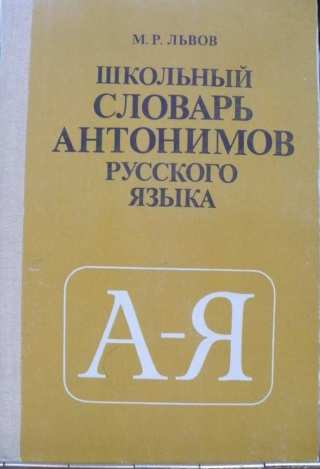 М. Р. ЛЬВОВ
ШКОЛЬНЫЙ
СЛОВАРЬ
АНТОНИМОВ
РУССКОГО
ЯЗЫКА
А-Я